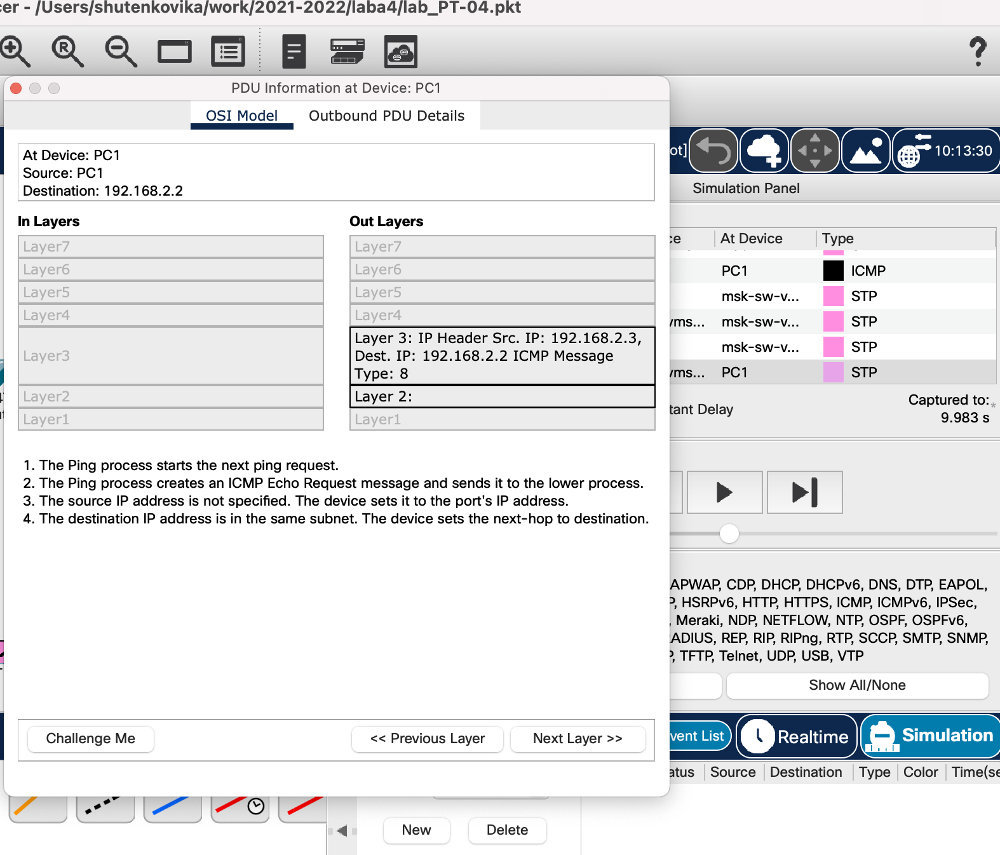 cer - /Users/shutenkovika/work/2021-2022/laba4/lab_PT-04.pkt
R
?
PDU Information at Device: PC1
OSI Model
Outbound PDU Details
At Device: PC1
Source: PC1
Destination: 192.168.2.2
In Layers
Out Layers
Layer7
Layer6
Layer5
Layer4
Layer3
Layer2
Layer1
Layer7
Layer6
Layer5
Layer4
Layer 3: IP Header Src. IP: 192.168.2.3,
Dest. IP: 192.168.2.2 ICMP Message
Type: 8
Layer 2:
Layer1
1. The Ping process starts the next ping request.
2. The Ping process creates an ICMP Echo Request message and sends it to the lower process.
3. The source IP address is not specified. The device sets it to the port's IP address.
4. The destination IP address is in the same subnet. The device sets the next-hop to destination.
Challenge Me
<< Previous Layer
Next Layer >>
ot]
10:13:30
Simulation Panel
ce At Device Type
PC1 ICMP
msk-sw-v... STP
vms... msk-sw-v... STP
msk-sw-v... STP
vms... PC1 STP
tant Delay
Captured to:*
9.983 s
APWAP, CDP, DHCP, DHCPv6, DNS, DTP, EAPOL,
P, HSRPv6, HTTP, HTTPS, ICMP, ICMPv6, IPSec,
, Meraki, NDP, NETFLOW, NTP, OSPF, OSPFv6,
RADIUS, REP, RIP, RIPng, RTP, SCCP, SMTP, SNMP,
P, TFTP, Telnet, UDP, USB, VTP
Show All/None
vent List
Realtime
Simulation
atus Source Destination Type Color Time(se
New
Delete